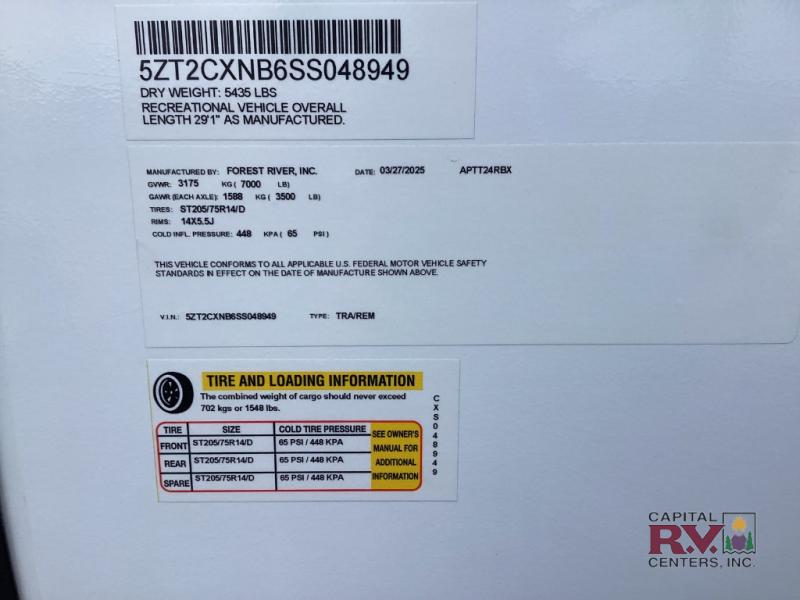 5ZT2CXNB6SS048949
DRY WEIGHT: 5435 LBS
RECREATIONAL VEHICLE OVERALL
LENGTH 29'1" AS MANUFACTURED.
MANUFACTURED BY: FOREST RIVER, INC. DATE: 03/27/2025 APTT24RBX
GVWR: 3175 KG ( 7000 LB)
GAWR (EACH AXLE): 1588 KG ( 3500 LB)
TIRES: ST205/75R14/D
RIMS: 14X5.5J
COLD INFL. PRESSURE: 448 KPA ( 65 PSI )
THIS VEHICLE CONFORMS TO ALL APPLICABLE U.S. FEDERAL MOTOR VEHICLE SAFETY
STANDARDS IN EFFECT ON THE DATE OF MANUFACTURE SHOWN ABOVE.
V.I.N.: 5ZT2CXNB6SS048949 TYPE: TRA/REM
TIRE AND LOADING INFORMATION
The combined weight of cargo should never exceed
702 kgs or 1548 lbs.
TIRE SIZE COLD TIRE PRESSURE
FRONT ST205/75R14/D 65 PSI / 448 KPA
REAR ST205/75R14/D 65 PSI / 448 KPA
SPARE ST205/75R14/D 65 PSI / 448 KPA
SEE OWNER'S
MANUAL FOR
ADDITIONAL
INFORMATION
CXS048949
CAPITAL
R.V.
CENTERS, INC.